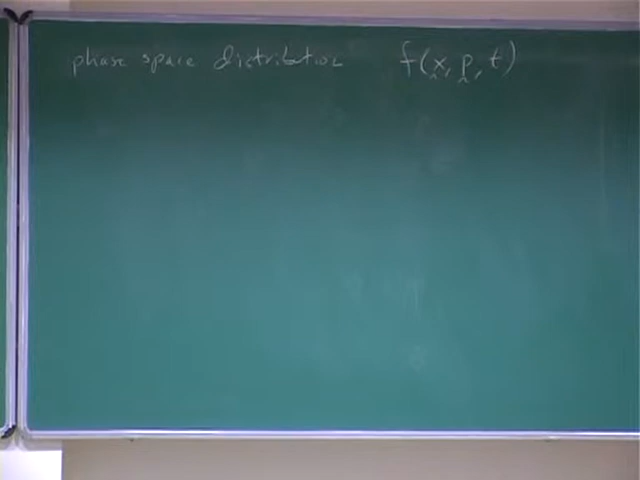 phase space distribution f(x, p, t)